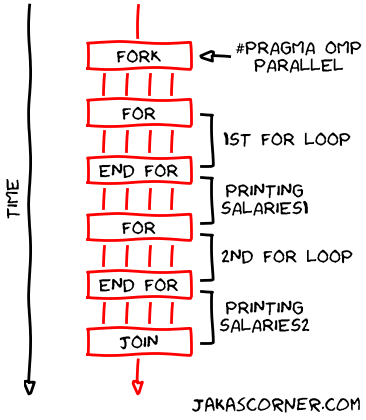 FORK
#PRAGMA OMP
PARALLEL
FOR
1ST FOR LOOP
END FOR
PRINTING
SALARIES1
FOR
2ND FOR LOOP
END FOR
PRINTING
SALARIES2
JOIN
TIME
JAKASCORNER.COM